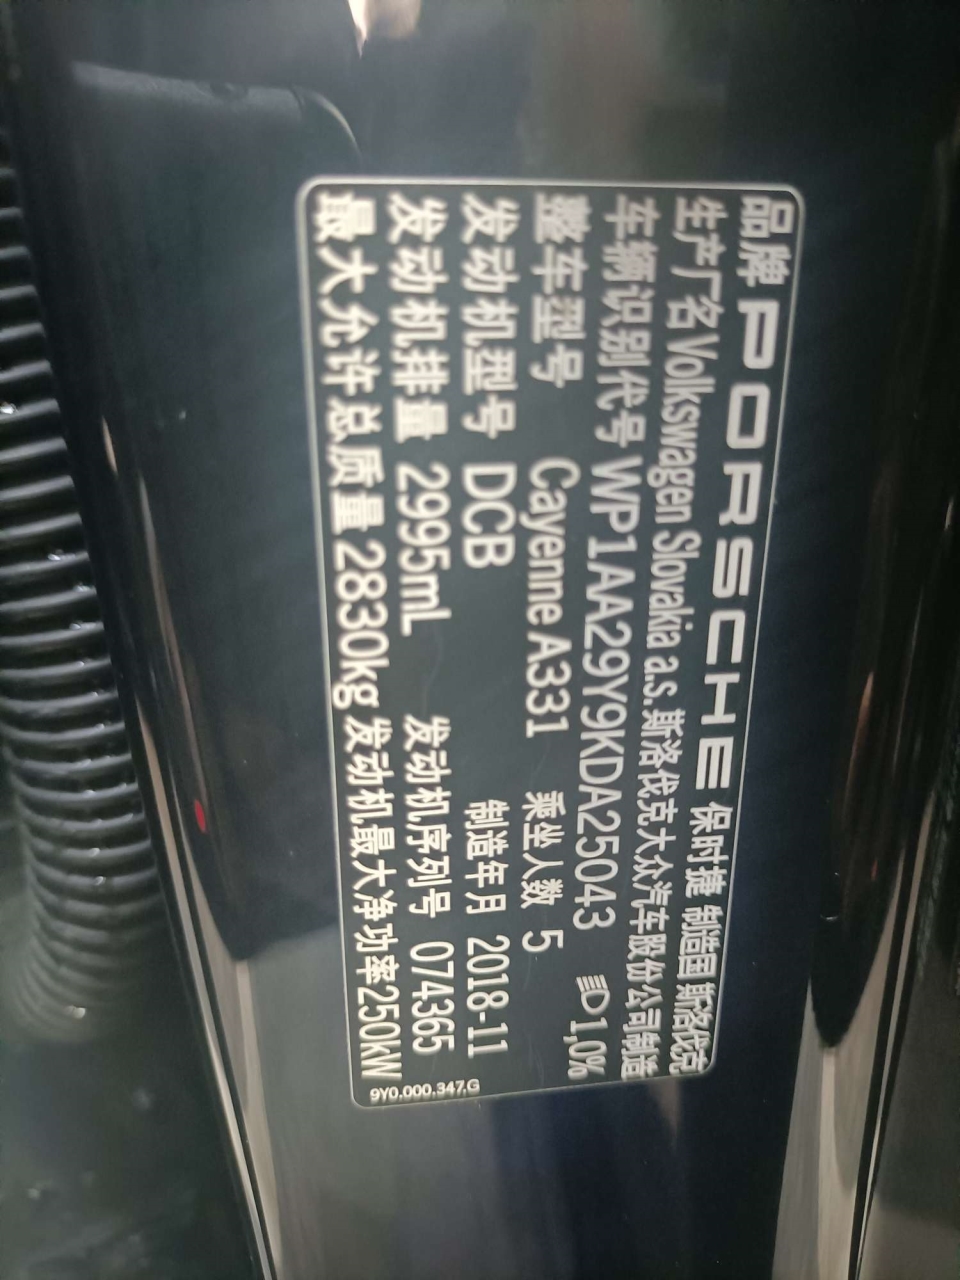 品牌 PORSCHE 保时捷 制造国 斯洛伐克
生产厂名 Volkswagen Slovakia a.s. 斯洛伐克大众汽车股份公司制造
车辆识别代号 WP1AA29Y9KDA25043 1,0%
整车型号 Cayenne A331 乘坐人数 5
发动机型号 DCB 制造年月 2018-11
发动机排量 2995mL 发动机序列号 074365
最大允许总质量 2830kg 发动机最大净功率250kW
9Y0.000.347.G